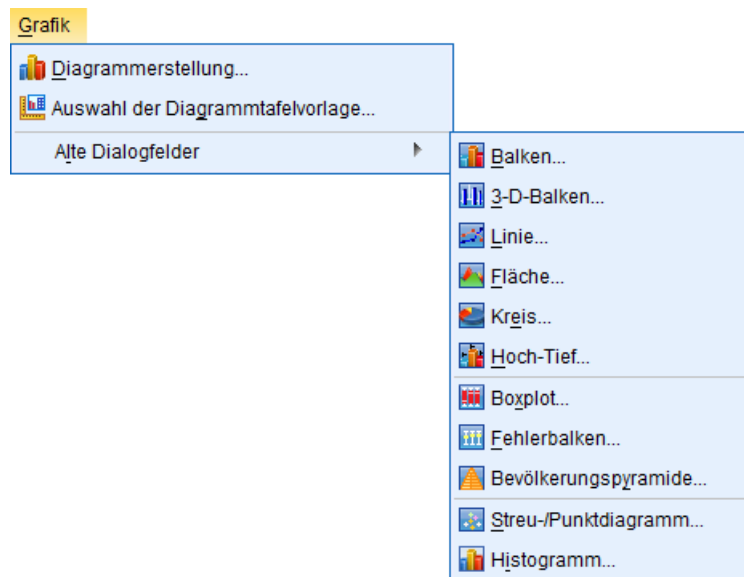 Grafik
Diagrammerstellung...
Auswahl der Diagrammtafelvorlage...
Alte Dialogfelder
Balken...
3-D-Balken...
Linie...
Fläche...
Kreis...
Hoch-Tief...
Boxplot...
Fehlerbalken...
Bevölkerungspyramide...
Streu-/Punktdiagramm...
Histogramm...